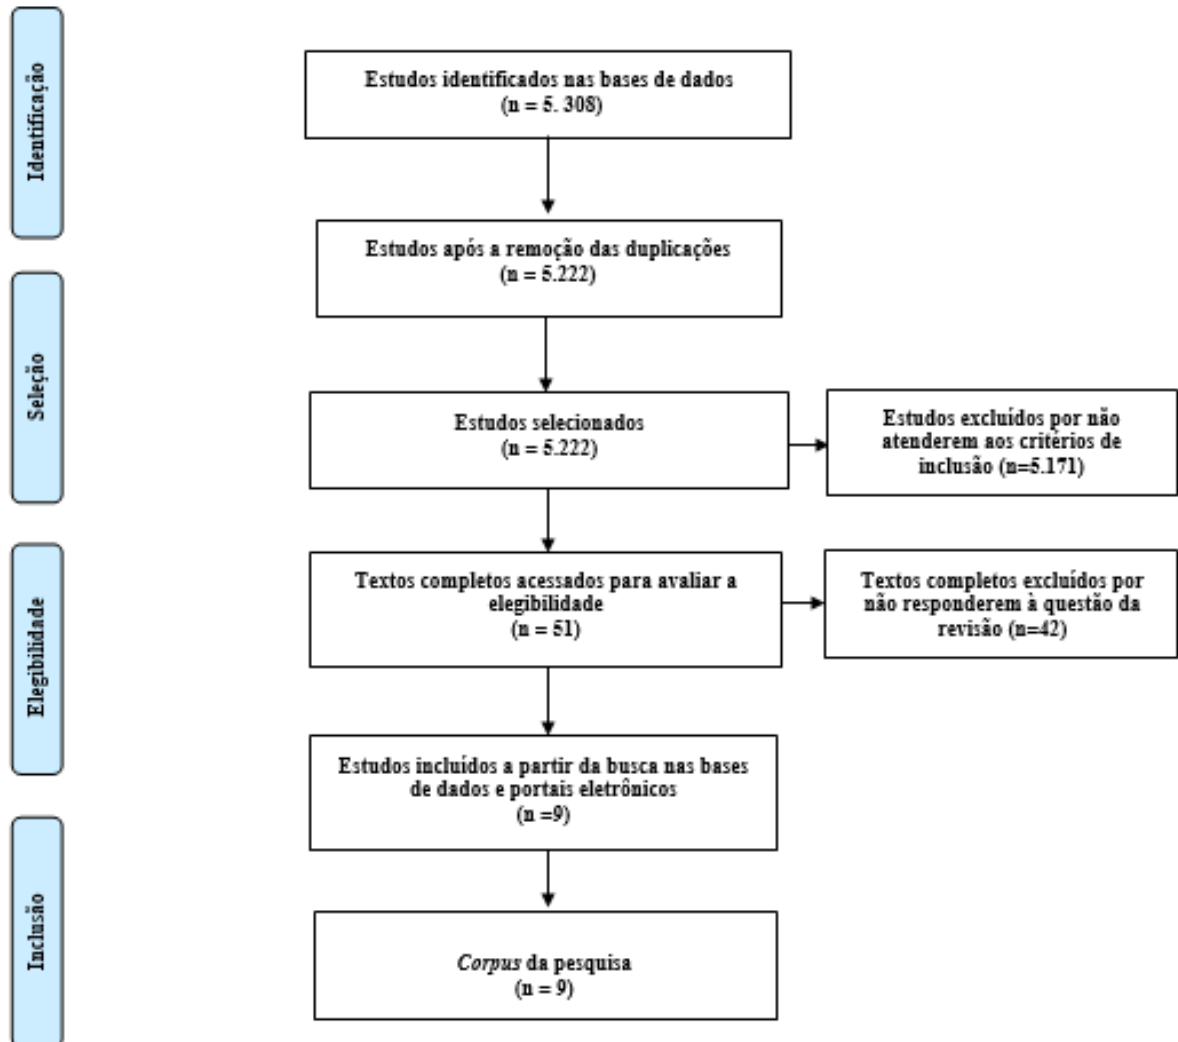 Identificação
Estudos identificados nas bases de dados
(n = 5. 308)
Estudos após a remoção das duplicações
(n = 5.222)
Seleção
Estudos selecionados
(n = 5.222)
Estudos excluídos por não
atenderem aos critérios de
inclusão (n=5.171)
Elegibilidade
Textos completos acessados para avaliar a
elegibilidade
(n = 51)
Textos completos excluídos por
não responderem à questão da
revisão (n=42)
Estudos incluídos a partir da busca nas bases
de dados e portais eletrônicos
(n =9)
Inclusão
Corpus da pesquisa
(n = 9)